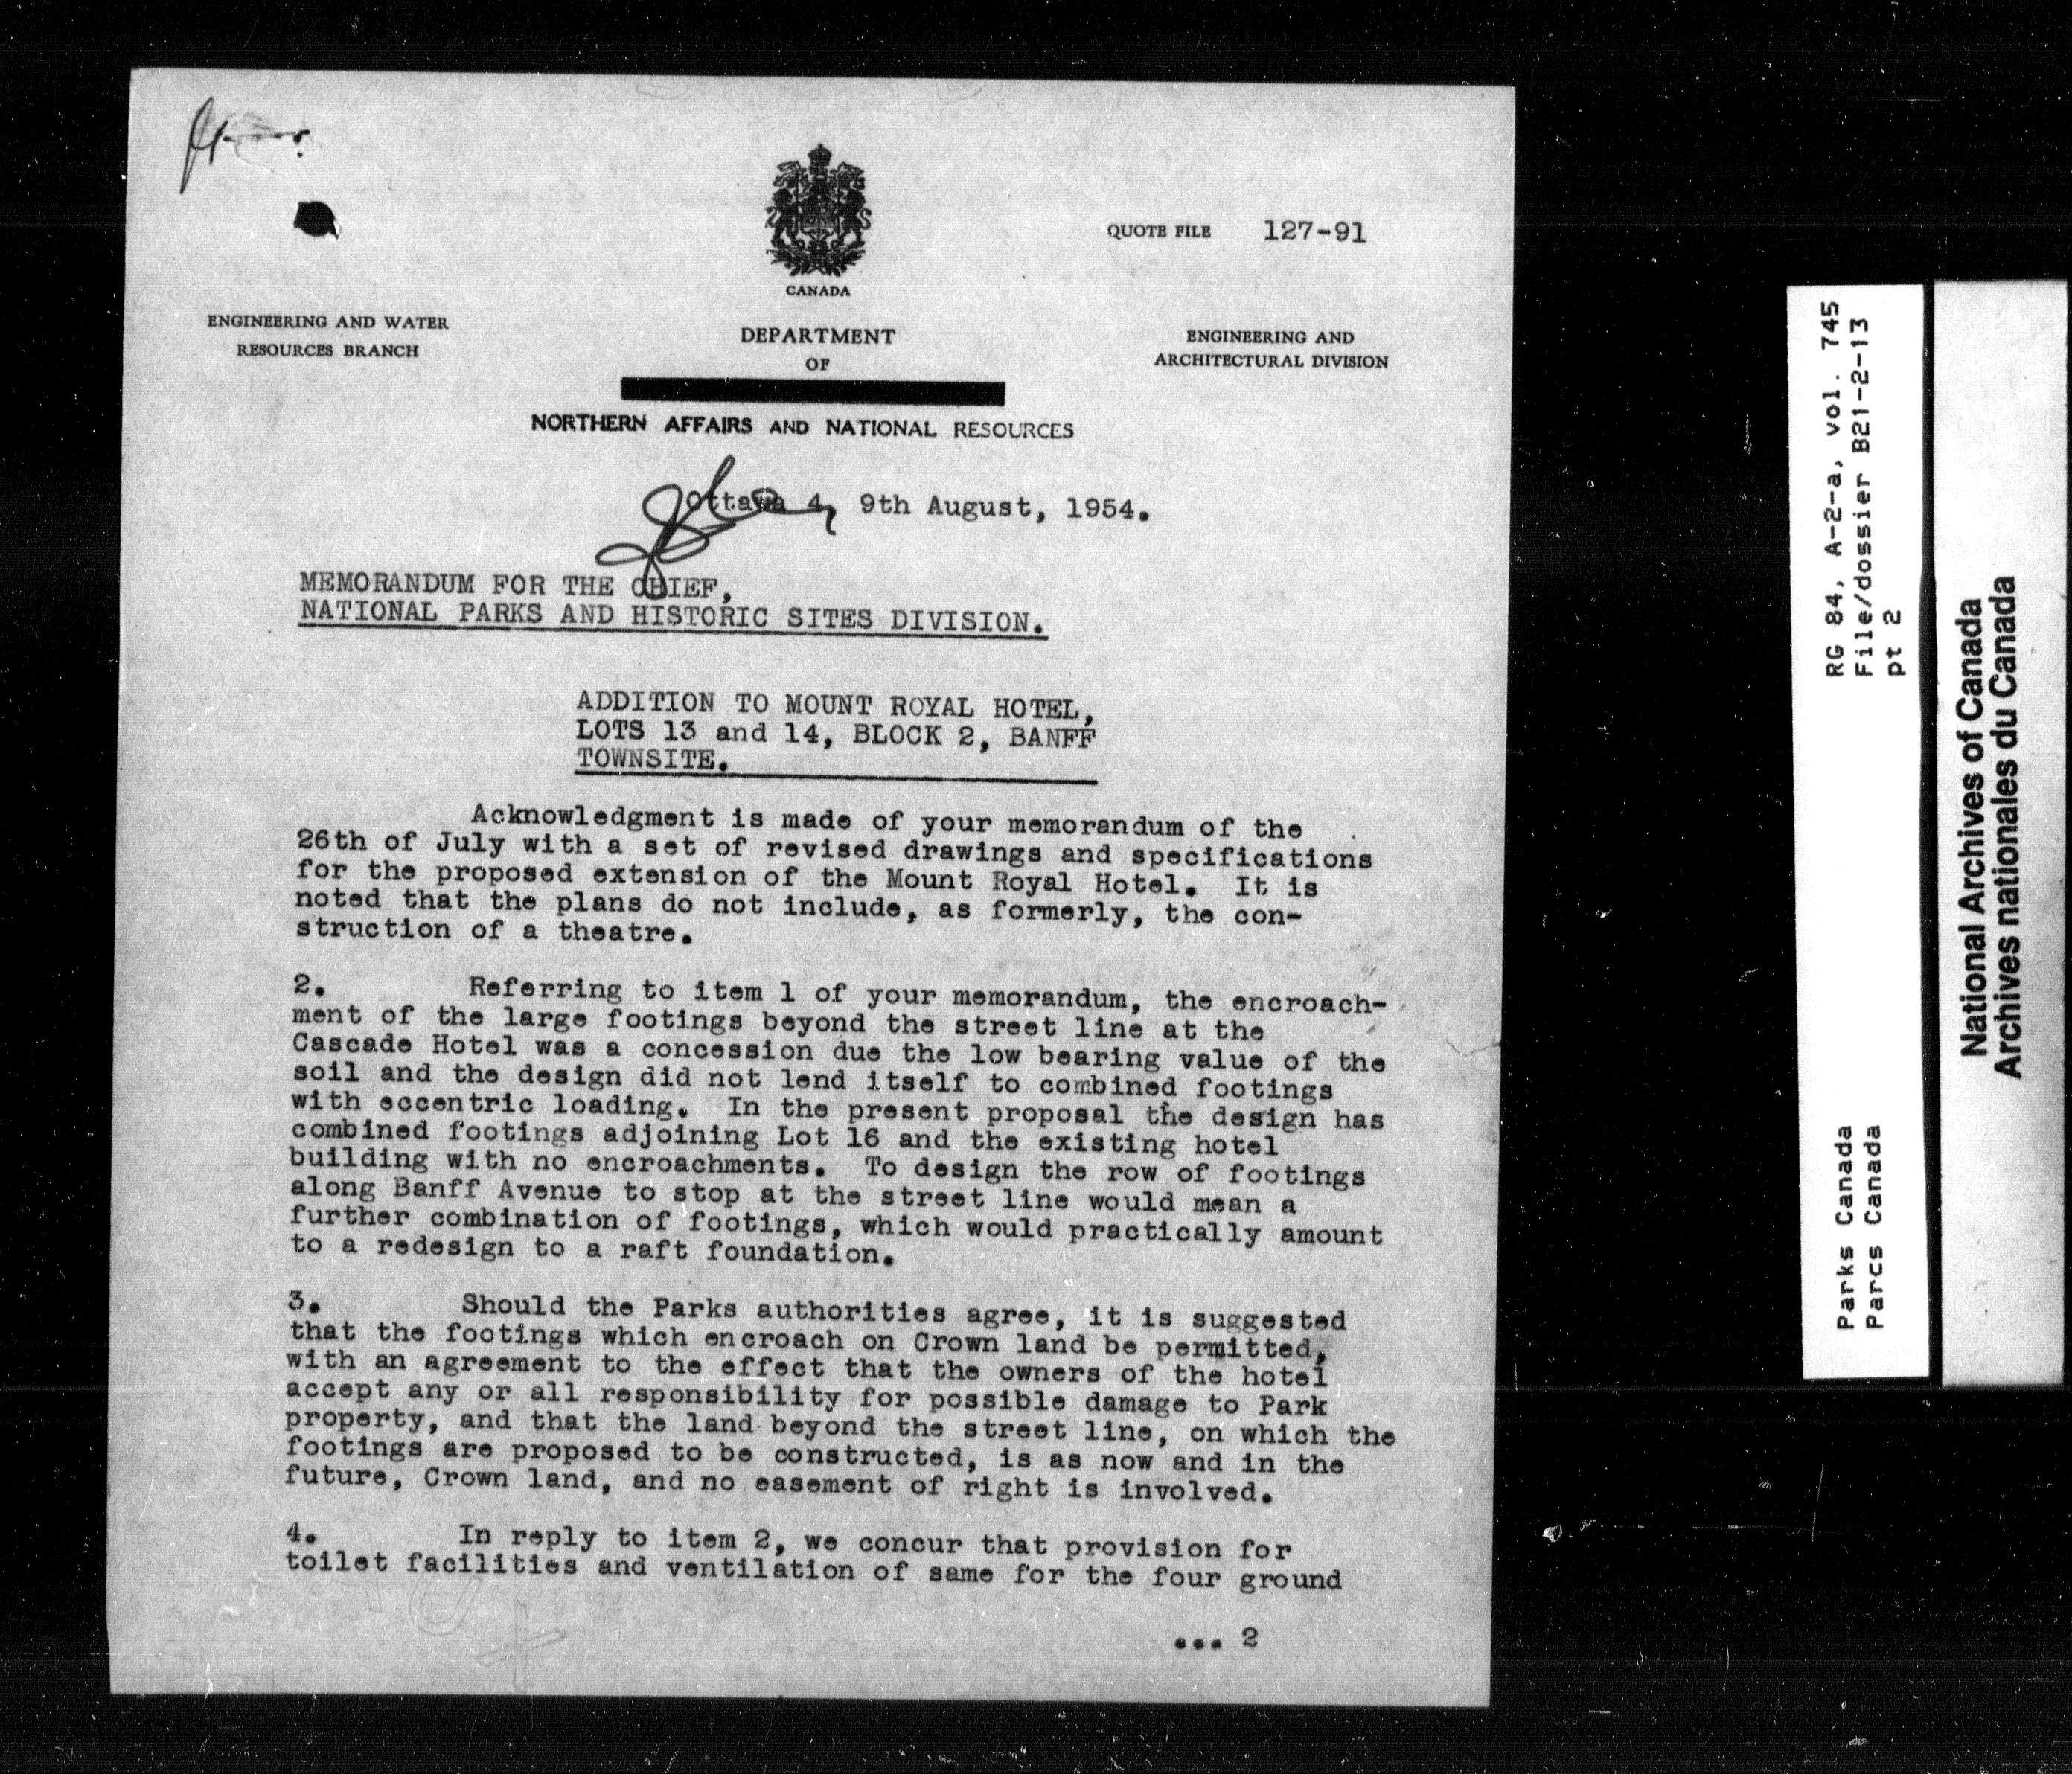 QUOTE FILE 127-91
CANADA
ENGINEERING AND WATER
RESOURCES BRANCH
DEPARTMENT
OF
NORTHERN AFFAIRS AND NATIONAL RESOURCES
ENGINEERING AND
ARCHITECTURAL DIVISION
Ottawa 4, 9th August, 1954.
MEMORANDUM FOR THE CHIEF,
NATIONAL PARKS AND HISTORIC SITES DIVISION.
ADDITION TO MOUNT ROYAL HOTEL,
LOTS 13 and 14, BLOCK 2, BANFF
TOWNSITE.
Acknowledgment is made of your memorandum of the
26th of July with a set of revised drawings and specifications
for the proposed extension of the Mount Royal Hotel. It is
noted that the plans do not include, as formerly, the con-
struction of a theatre.
2. Referring to item 1 of your memorandum, the encroach-
ment of the large footings beyond the street line at the
Cascade Hotel was a concession due the low bearing value of the
soil and the design did not lend itself to combined footings
with eccentric loading. In the present proposal the design has
combined footings adjoining Lot 16 and the existing hotel
building with no encroachments. To design the row of footings
along Banff Avenue to stop at the street line would mean a
further combination of footings, which would practically amount
to a redesign to a raft foundation.
3. Should the Parks authorities agree, it is suggested
that the footings which encroach on Crown land be permitted,
with an agreement to the effect that the owners of the hotel
accept any or all responsibility for possible damage to Park
property, and that the land beyond the street line, on which the
footings are proposed to be constructed, is as now and in the
future, Crown land, and no easement of right is involved.
4. In reply to item 2, we concur that provision for
toilet facilities and ventilation of same for the four ground
... 2
RG 84, A-2-a, vol. 745
File/dossier B21-2-13
pt 2
Parks Canada
Parcs Canada
National Archives of Canada
Archives nationales du Canada